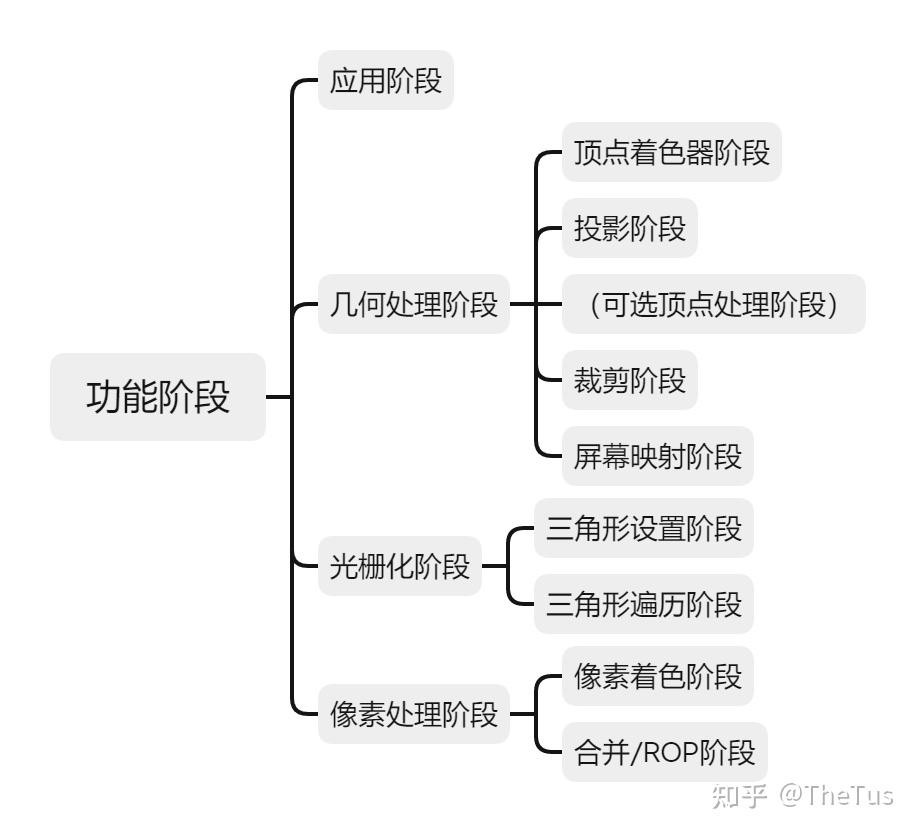 功能阶段
应用阶段
几何处理阶段
顶点着色器阶段
投影阶段
（可选顶点处理阶段）
裁剪阶段
屏幕映射阶段
光栅化阶段
三角形设置阶段
三角形遍历阶段
像素处理阶段
像素着色阶段
合并/ROP阶段
知乎 @TheTus